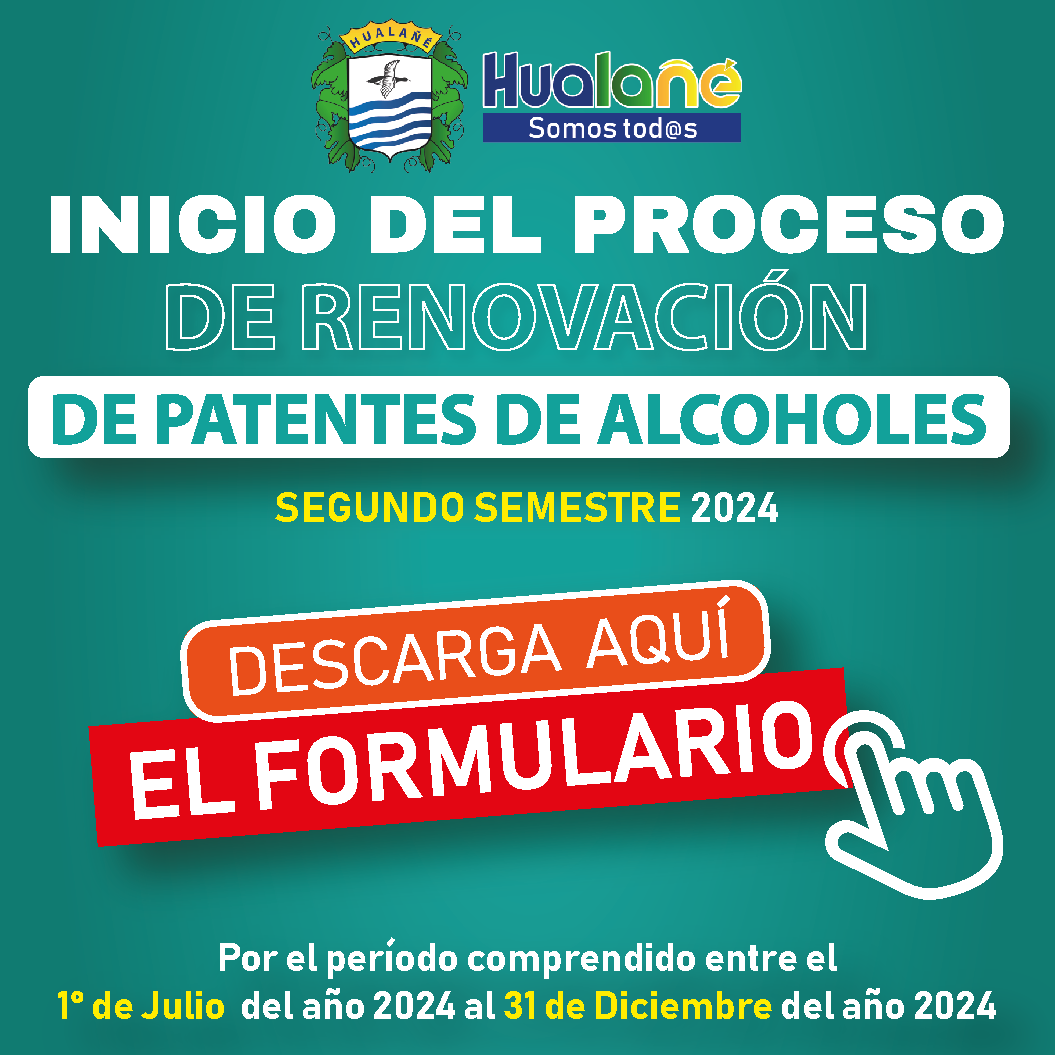 HUALAÑÉ
Hualañé
Somos tod@s
INICIO DEL PROCESO
DE RENOVACIÓN
DE PATENTES DE ALCOHOLES
SEGUNDO SEMESTRE 2024
DESCARGA AQUÍ
EL FORMULARIO
Por el período comprendido entre el
1° de Julio del año 2024 al 31 de Diciembre del año 2024